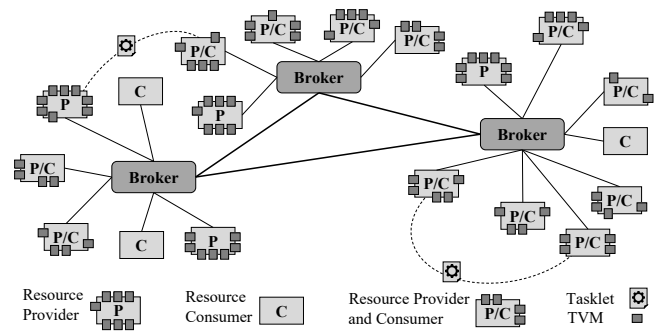 P/C
P/C
P/C
P/C
P/C
P
P/C
Broker
P
C
P
Broker
C
P/C
Broker
P/C
P/C
P/C
P/C
P/C
C
P
P/C
Resource
Provider
P
Resource
Consumer
C
Resource Provider
and Consumer
P/C
Tasklet
TVM